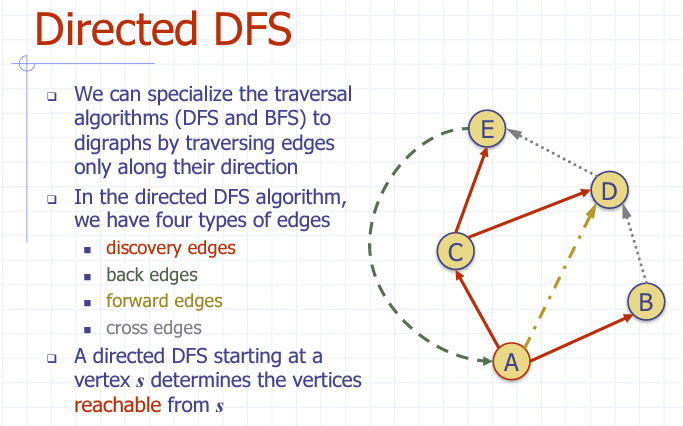 Directed DFS
We can specialize the traversal
algorithms (DFS and BFS) to
digraphs by traversing edges
only along their direction
In the directed DFS algorithm,
we have four types of edges
discovery edges
back edges
forward edges
cross edges
A directed DFS starting at a
vertex s determines the vertices
reachable from s
E
D
C
B
A